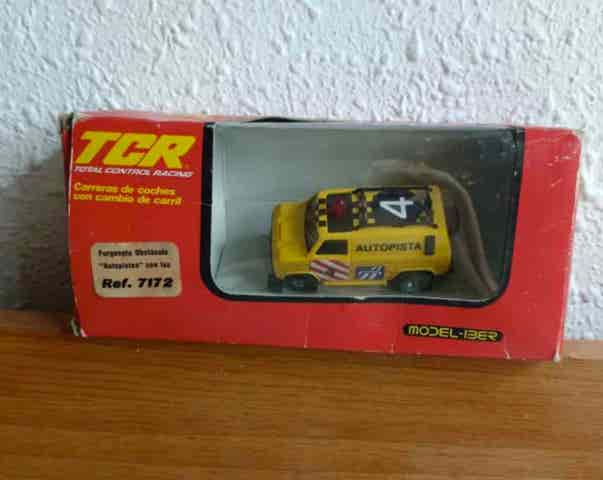 TCR
TOTAL CONTROL RACING
Carreras de coches
con cambio de carril
Furgoneta Obstáculo
"Autopistas" con luz
Ref. 7172
4
AUTOPISTA
MODEL-IBER